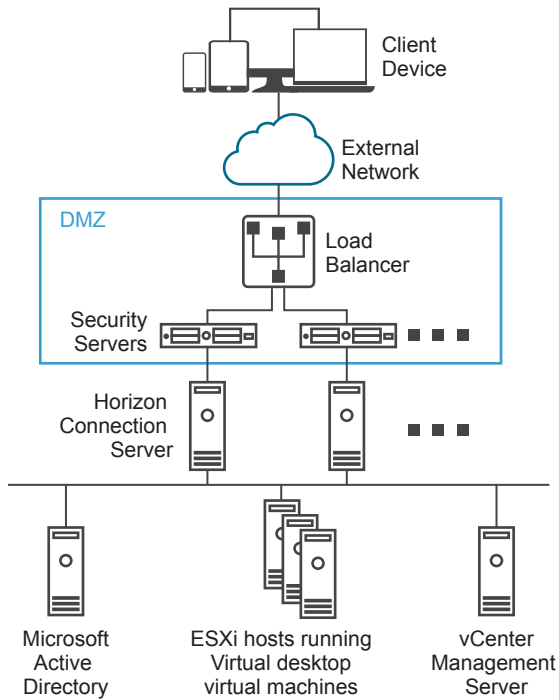 Client
Device
External
Network
DMZ
Load
Balancer
Security
Servers
Horizon
Connection
Server
Microsoft
Active
Directory
ESXi hosts running
Virtual desktop
virtual machines
vCenter
Management
Server